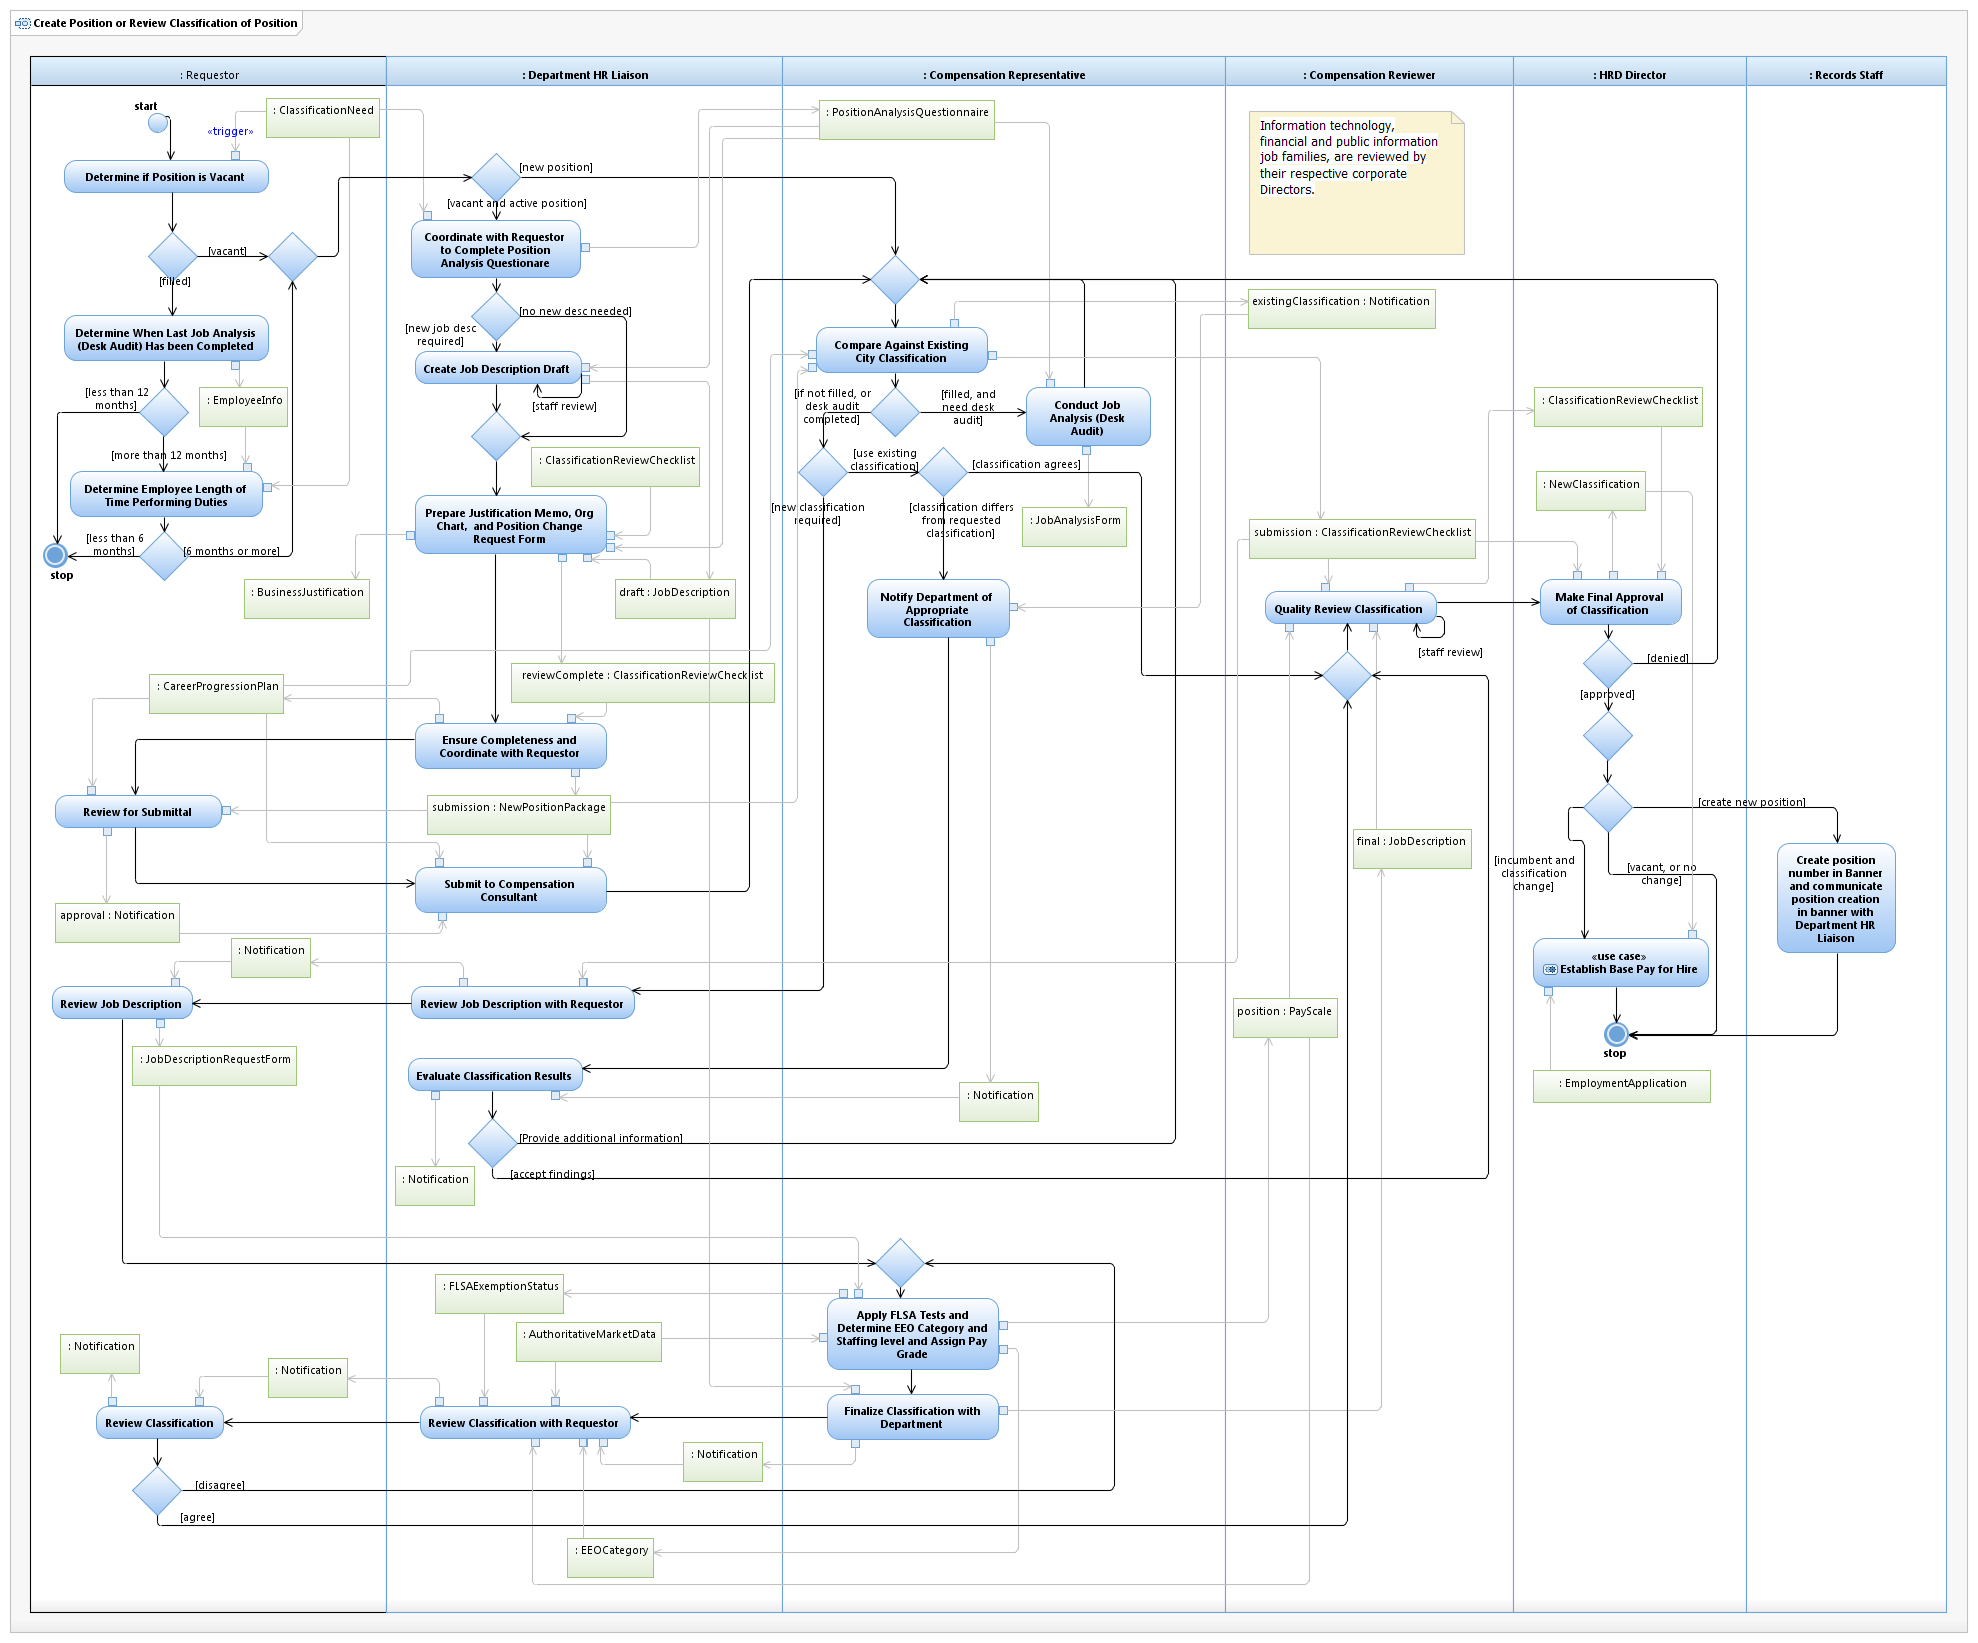 Create Position or Review Classification of Position
: Requestor
: Department HR Liaison
: Compensation Representative
: Compensation Reviewer
: HRD Director
: Records Staff
start
«trigger»
: ClassificationNeed
Determine if Position is Vacant
[vacant]
[filled]
Determine When Last Job Analysis
(Desk Audit) Has been Completed
[less than 12
months]
: EmployeeInfo
[more than 12 months]
Determine Employee Length of
Time Performing Duties
[less than 6
months]
[6 months or more]
stop
: BusinessJustification
: CareerProgressionPlan
Review for Submittal
approval : Notification
: Notification
Review Job Description
: JobDescriptionRequestForm
: Notification
: Notification
Review Classification
[disagree]
[agree]
[new position]
[vacant and active position]
Coordinate with Requestor
to Complete Position
Analysis Questionare
[no new desc needed]
[new job desc
required]
Create Job Description Draft
[staff review]
: ClassificationReviewChecklist
Prepare Justification Memo, Org
Chart,  and Position Change
Request Form
draft : JobDescription
reviewComplete : ClassificationReviewChecklist
Ensure Completeness and
Coordinate with Requestor
submission : NewPositionPackage
Submit to Compensation
Consultant
Review Job Description with Requestor
Evaluate Classification Results
[Provide additional information]
: Notification
[accept findings]
: FLSAExemptionStatus
: AuthoritativeMarketData
Review Classification with Requestor
: Notification
: EEOCategory
: PositionAnalysisQuestionnaire
Compare Against Existing
City Classification
[if not filled, or
desk audit
completed]
[filled, and
need desk
audit]
Conduct Job
Analysis (Desk
Audit)
[use existing
classification]
[classification agrees]
[new classification
required]
[classification differs
from requested
classification]
: JobAnalysisForm
Notify Department of
Appropriate
Classification
: Notification
Apply FLSA Tests and
Determine EEO Category and
Staffing level and Assign Pay
Grade
Finalize Classification with
Department
Information technology,
financial and public information
job families, are reviewed by
their respective corporate
Directors.
existingClassification : Notification
submission : ClassificationReviewChecklist
Quality Review Classification
[staff review]
final : JobDescription
position : PayScale
: ClassificationReviewChecklist
: NewClassification
Make Final Approval
of Classification
[denied]
[approved]
[create new position]
[incumbent and
classification
change]
[vacant, or no
change]
«use case»
Establish Base Pay for Hire
stop
: EmploymentApplication
Create position
number in Banner
and communicate
position creation
in banner with
Department HR
Liaison